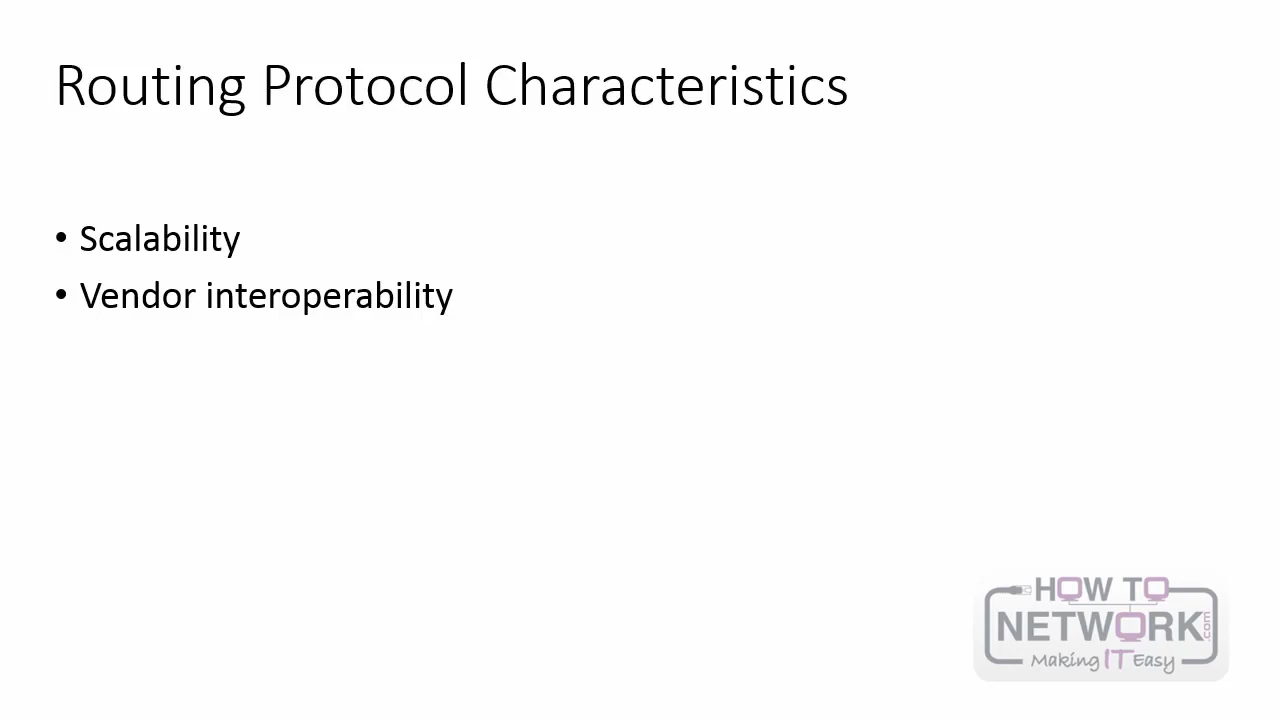 Routing Protocol Characteristics
• Scalability
• Vendor interoperability
HOW TO
NETWORK.com
Making IT Easy